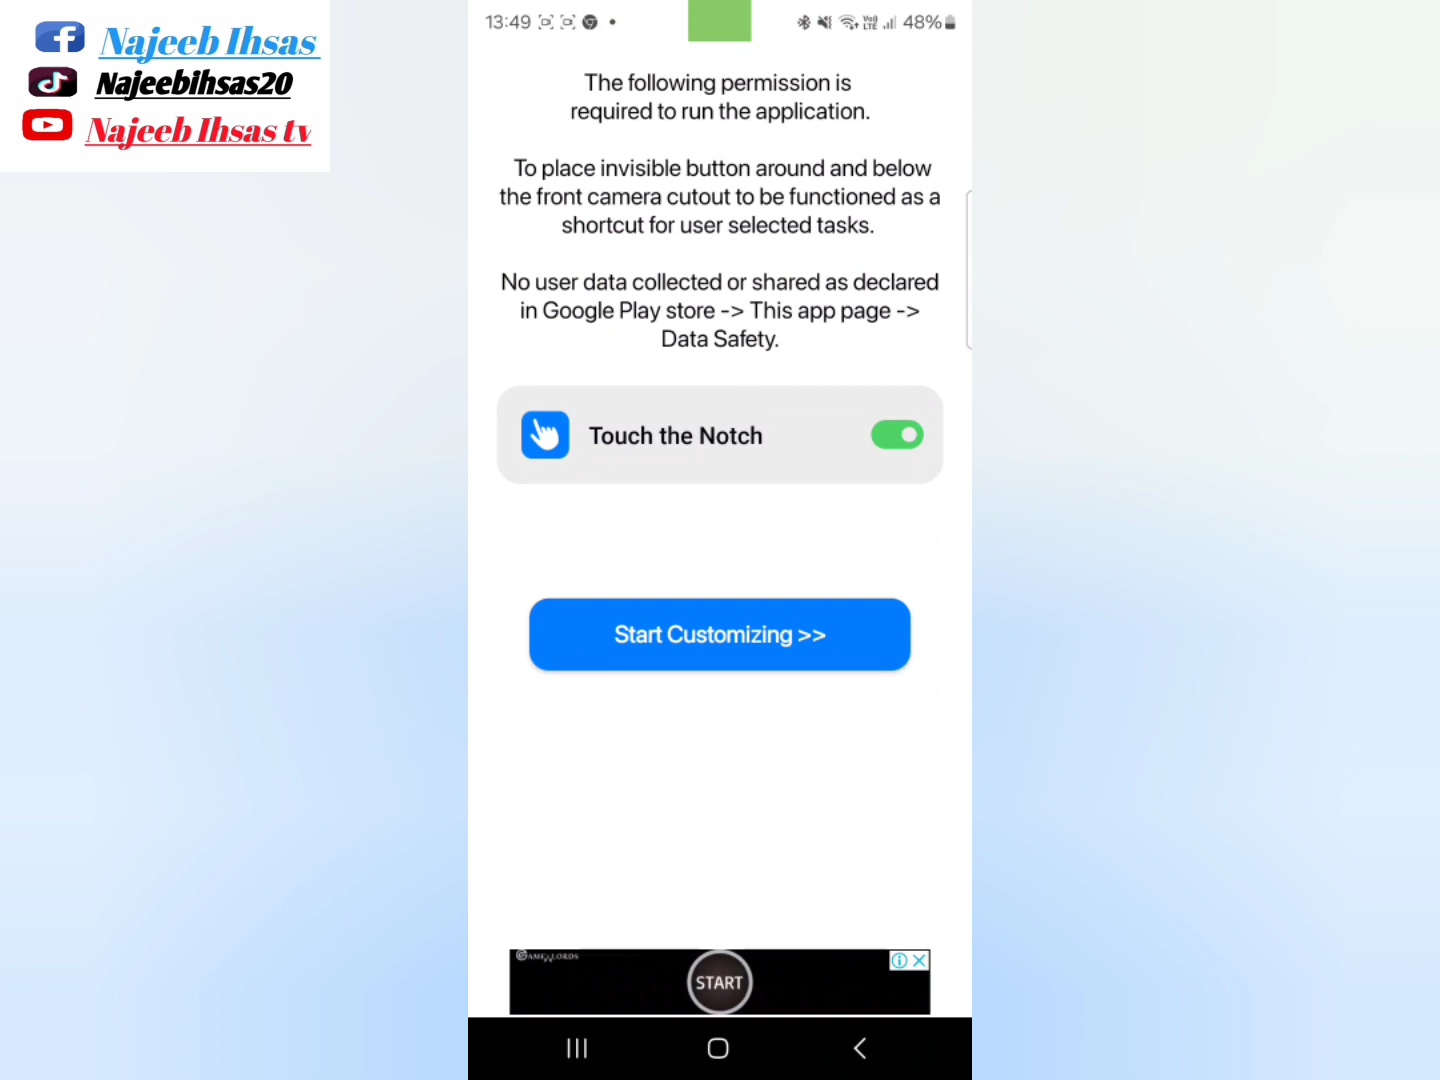 Najeeb Ihsas
Najeebihsas20
Najeeb Ihsas tv
13:49
48%
The following permission is
required to run the application.
To place invisible button around and below
the front camera cutout to be functioned as a
shortcut for user selected tasks.
No user data collected or shared as declared
in Google Play store -> This app page ->
Data Safety.
Touch the Notch
Start Customizing >>
GAME LORDS
START